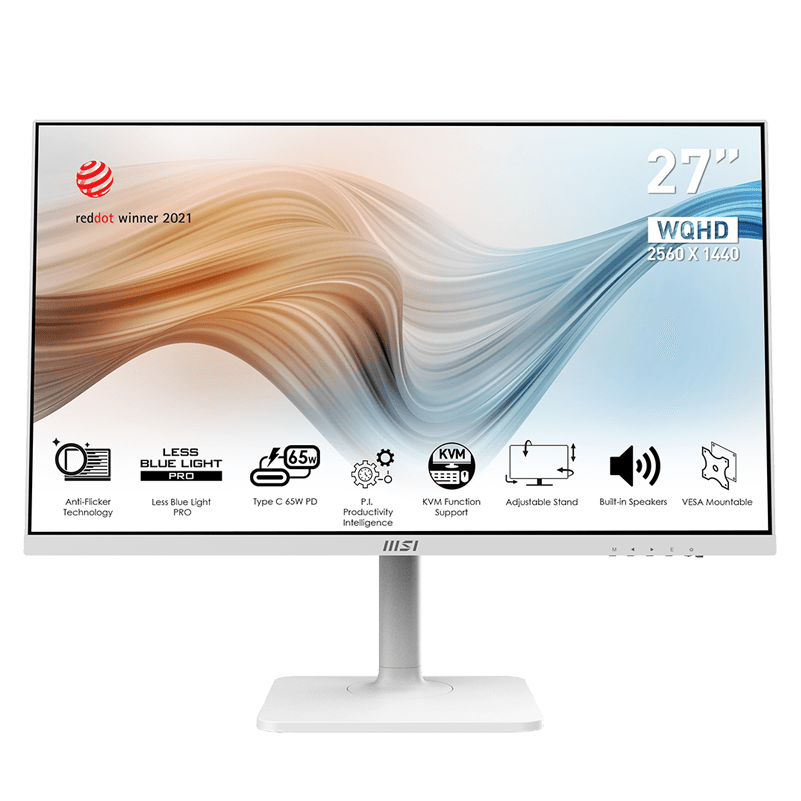 27”
reddot winner 2021
WQHD
2560 X 1440
LESS
BLUE LIGHT
PRO
65w
KVM
Anti-Flicker
Technology
Less Blue Light
PRO
Type C 65W PD
P.I.
Productivity
Intelligence
KVM Function
Support
Adjustable Stand
Built-in Speakers
VESA Mountable
msi
M ◂ ▸ E